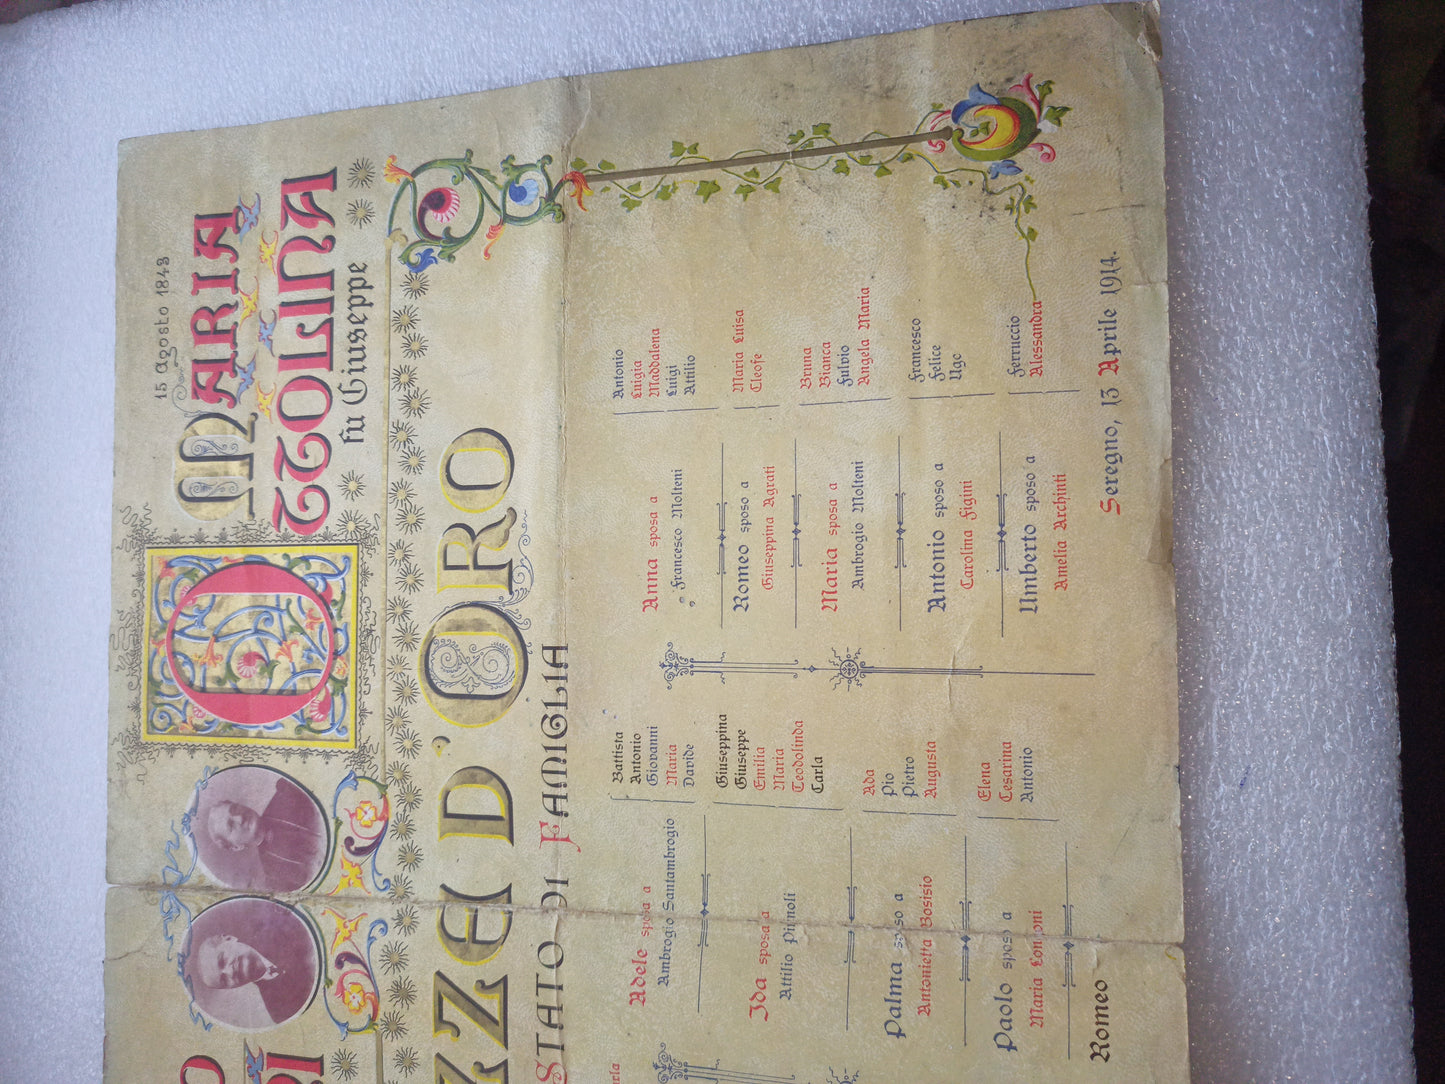 15 Agosto 1843
MARIA
fu Giuseppe
D'ORO
STATO DI FAMIGLIA
Adele sposa a
Ambrogio Santambrogio
Battista
Antonio
Giovanni
Maria
Davide
Ida sposa a
Attilio Pirnoli
Giuseppina
Giuseppe
Emilia
Maria
Teodolinda
Carla
Palma sposo a
Antonietta Bosisio
Ada
Pio
Pietro
Augusta
Paolo sposo a
Maria Longoni
Elena
Cesarina
Antonio
Romeo
Anna sposa a
Francesco Molteni
Antonio
Luigia
Maddalena
Luigi
Attilio
Romeo sposo a
Giuseppina Agrati
Maria Luisa
Cleofe
Maria sposa a
Ambrogio Molteni
Bruna
Bianca
Fulvio
Angela Maria
Antonio sposo a
Carolina Figini
Francesco
Felice
Ugo
Umberto sposo a
Amelia Archinti
Ferruccio
Alessandra
Seregno, 13 Aprile 1914.